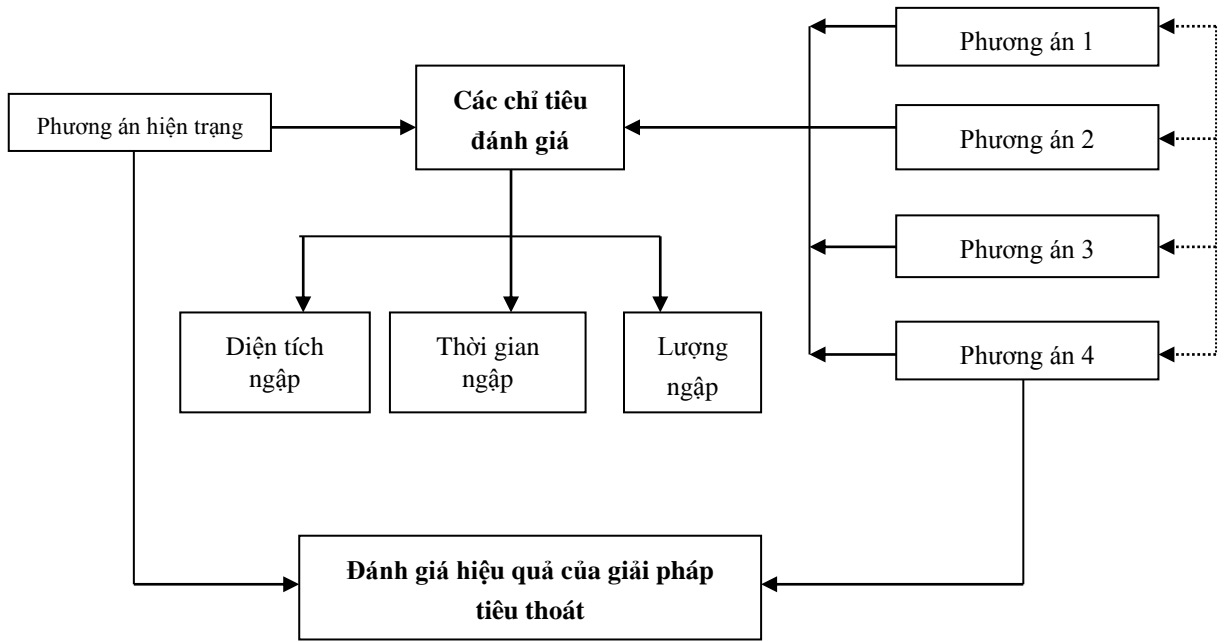 Phương án hiện trạng
Các chỉ tiêu
đánh giá
Phương án 1
Phương án 2
Phương án 3
Phương án 4
Diện tích
ngập
Thời gian
ngập
Lượng
ngập
Đánh giá hiệu quả của giải pháp
tiêu thoát